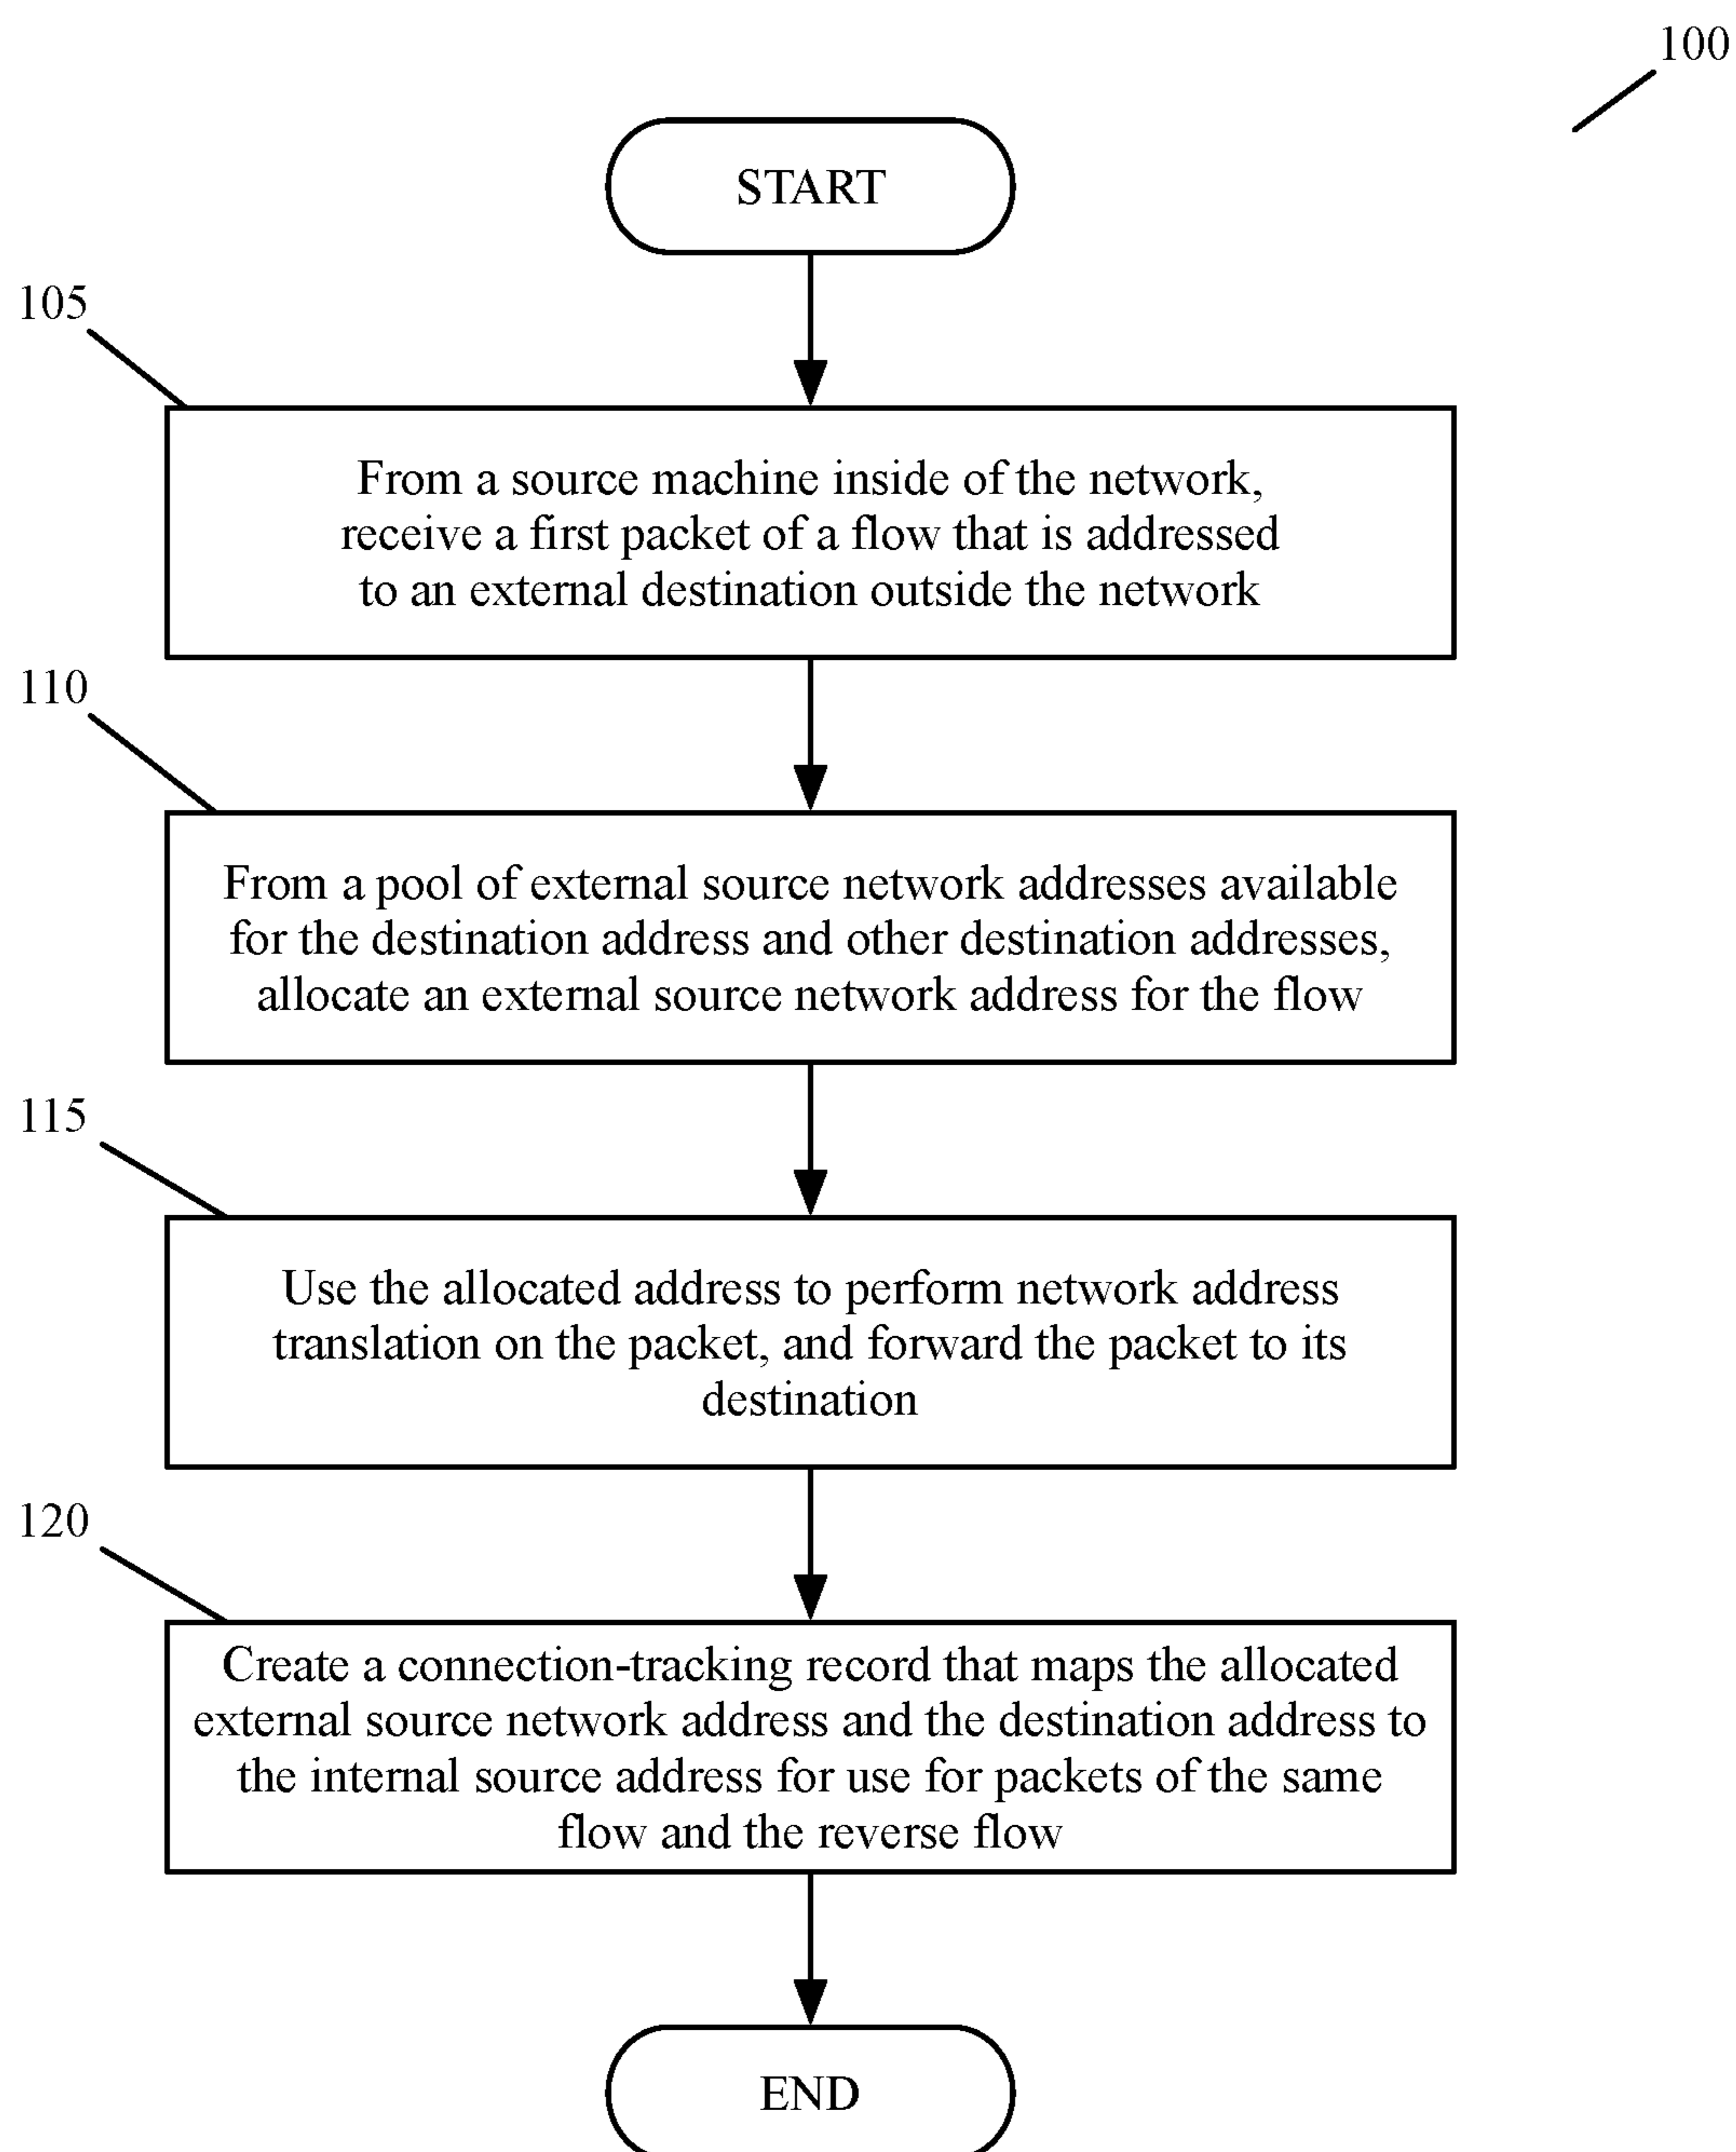 100
START
105
From a source machine inside of the network,
receive a first packet of a flow that is addressed
to an external destination outside the network
110
From a pool of external source network addresses available
for the destination address and other destination addresses,
allocate an external source network address for the flow
115
Use the allocated address to perform network address
translation on the packet, and forward the packet to its
destination
120
Create a connection-tracking record that maps the allocated
external source network address and the destination address to
the internal source address for use for packets of the same
flow and the reverse flow
END